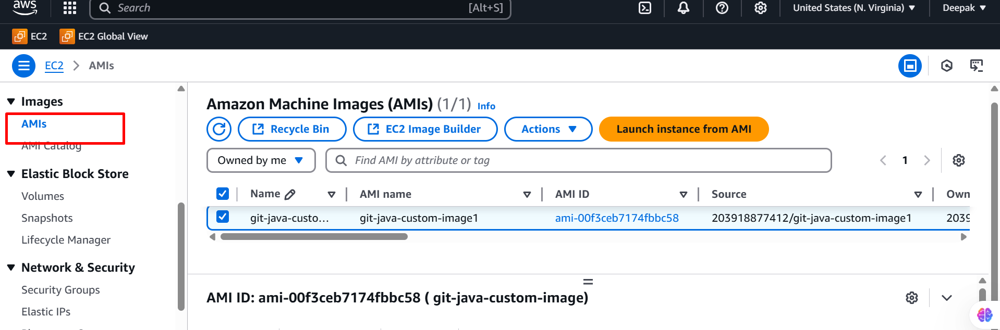 aws
Search [Alt+S] United States (N. Virginia) Deepak
EC2 EC2 Global View
EC2 AMIs
Images
AMIs
AMI Catalog
Elastic Block Store
Volumes
Snapshots
Lifecycle Manager
Network & Security
Security Groups
Elastic IPs
Amazon Machine Images (AMIs) (1/1) Info
Recycle Bin EC2 Image Builder Actions Launch instance from AMI
Owned by me Find AMI by attribute or tag 1
Name AMI name AMI ID Source Own
git-java-custo... git-java-custom-image1 ami-00f3ceb7174fbbc58 203918877412/git-java-custom-image1 2039
AMI ID: ami-00f3ceb7174fbbc58 ( git-java-custom-image)